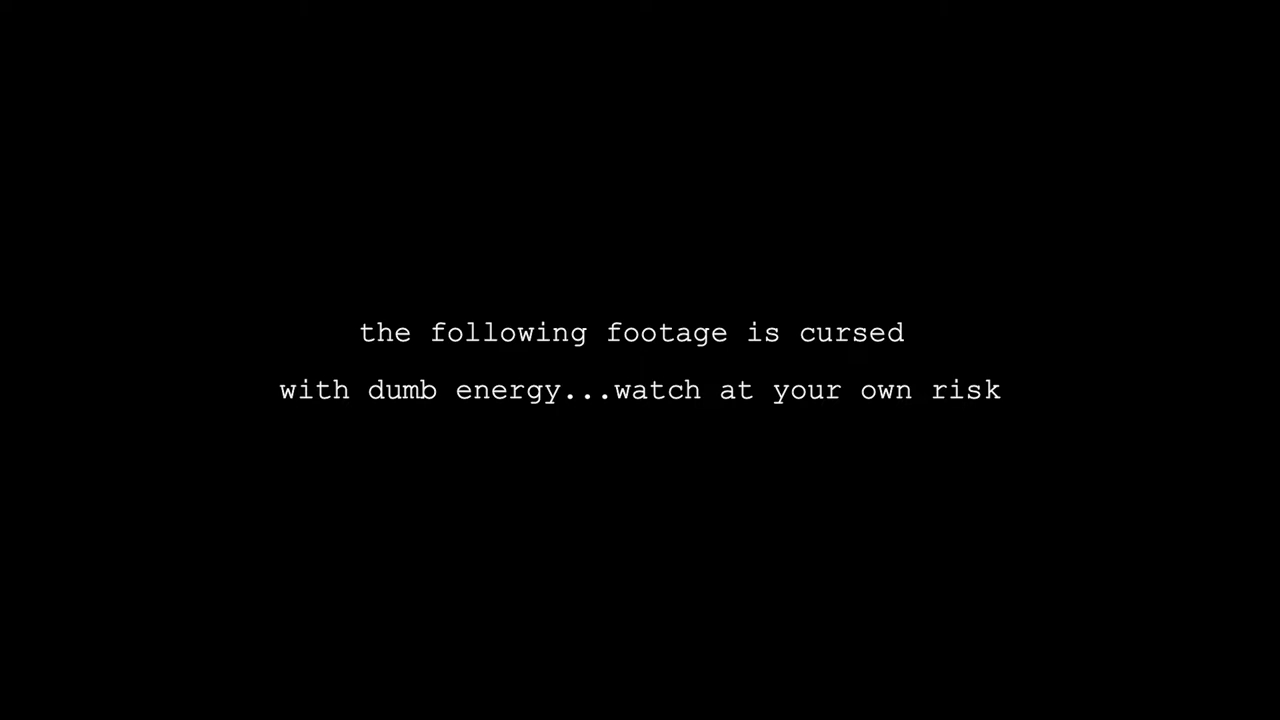 the following footage is cursed
with dumb energy...watch at your own risk